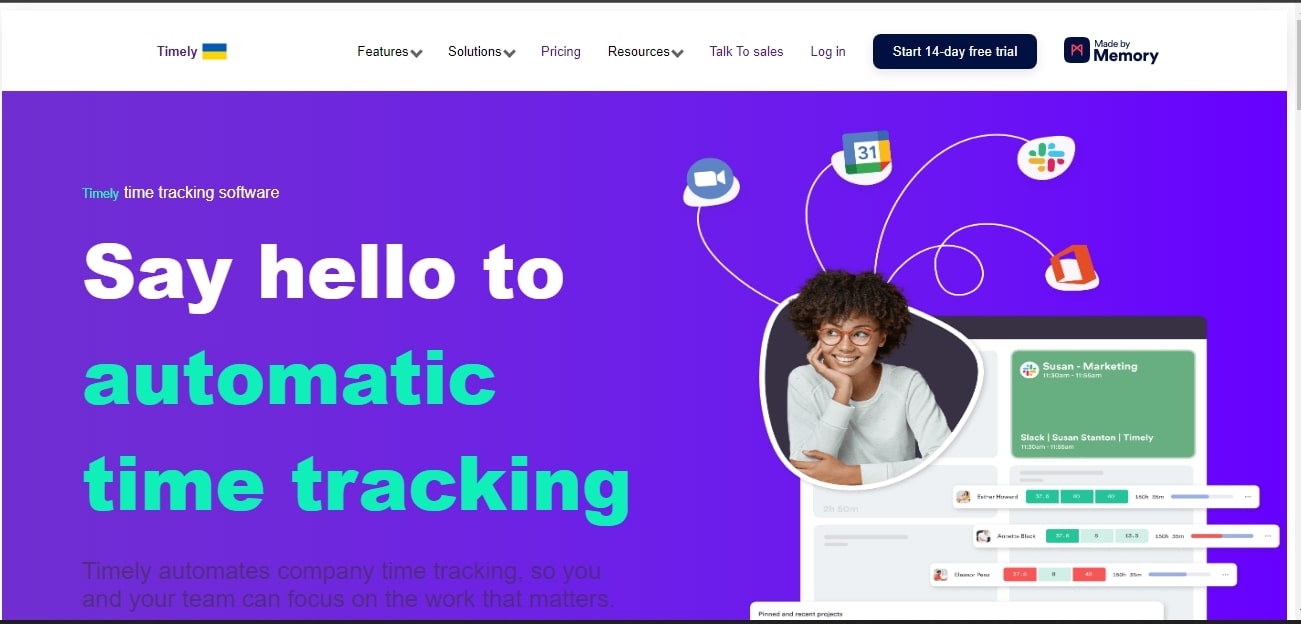 Timely
Features
Solutions
Pricing
Resources
Talk To sales
Log in
Start 14-day free trial
Made by
Memory
Timely time tracking software
Say hello to
automatic
time tracking
Timely automates company time tracking, so you
and your team can focus on the work that matters.
31
Susan - Marketing
11:30am - 11:55am
Slack | Susan Stanton | Timely
11:30am - 11:55am
2h 50m
Esther Howard 37.6 40 40 150h 35m
Annette Black 37.6 8 13.5 150h 35m
Eleanor Pena 37.6 8 40 150h 35m
Pinned and recent projects